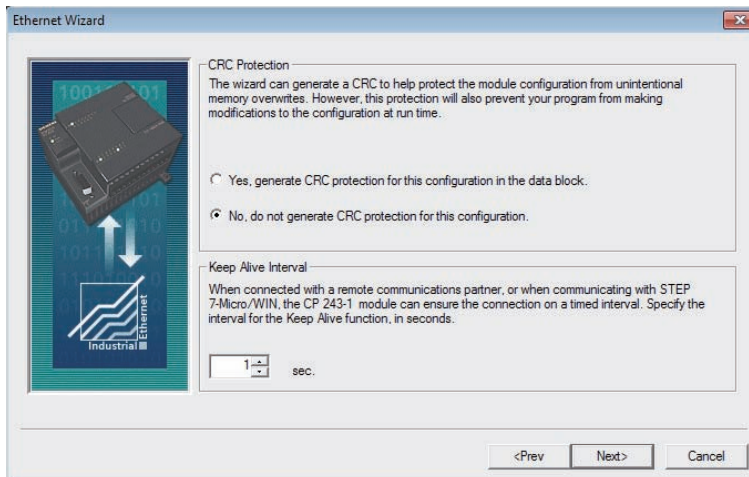 Ethernet Wizard
CRC Protection
The wizard can generate a CRC to help protect the module configuration from unintentional
memory overwrites. However, this protection will also prevent your program from making
modifications to the configuration at run time.
Yes, generate CRC protection for this configuration in the data block.
No, do not generate CRC protection for this configuration.
Keep Alive Interval
When connected with a remote communications partner, or when communicating with STEP
7-Micro/WIN, the CP 243-1 module can ensure the connection on a timed interval. Specify the
interval for the Keep Alive function, in seconds.
1
sec.
Industrial
Ethernet
<Prev
Next>
Cancel